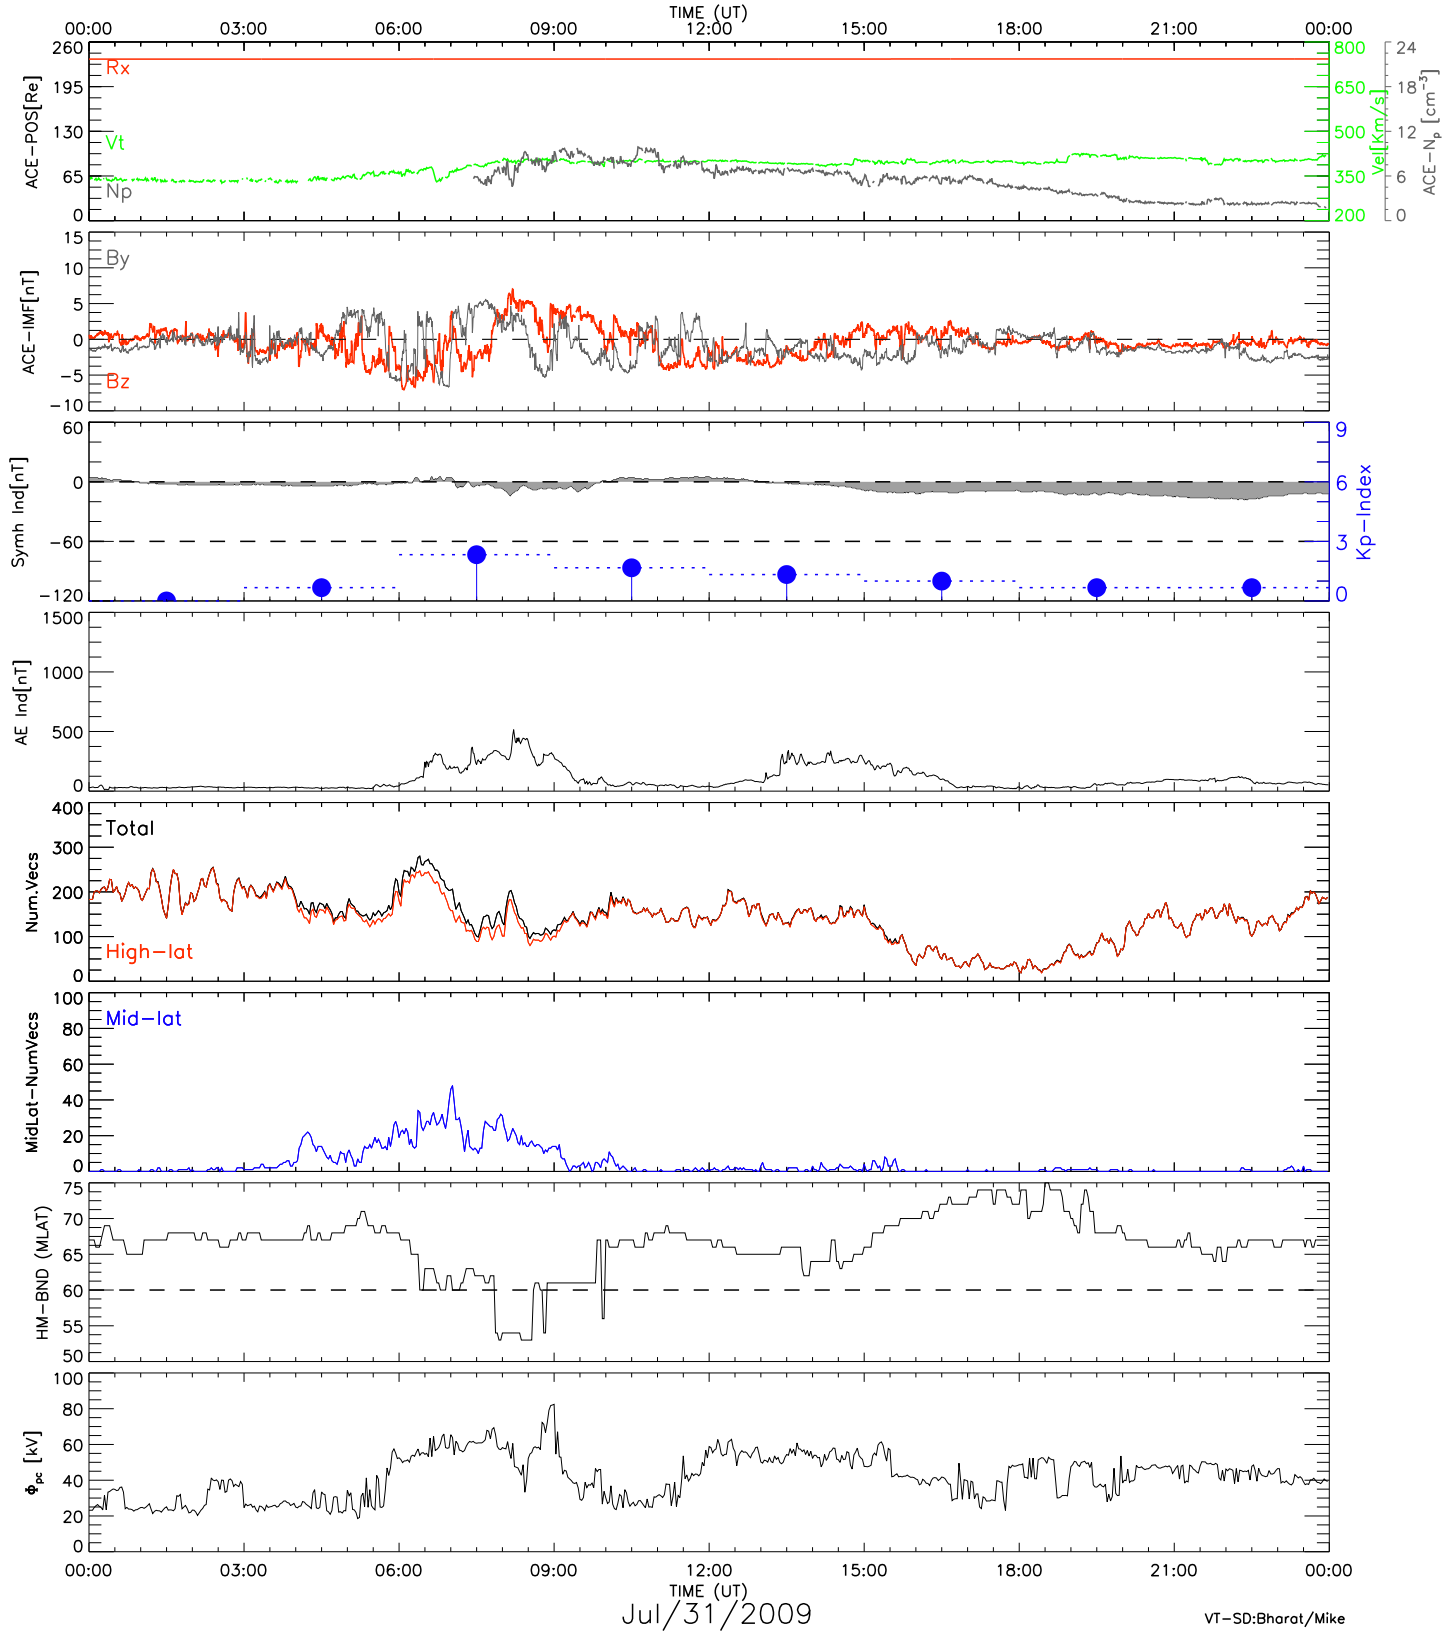 TIME (UT)
00:00 03:00 06:00 09:00 12:00 15:00 18:00 21:00 00:00
260 195 130 65 0
ACE-POS[Re]
Rx
Vt
Np
800 650 500 350 200
Vel[Km/s]
24 18 12 6 0
ACE-Np [cm⁻³]
15 10 5 0 -5 -10
ACE-IMF[nT]
By
Bz
60 0 -60 -120
Symh Ind[nT]
9 6 3 0
Kp-Index
1500 1000 500 0
AE Ind[nT]
400 300 200 100 0
Num.Vecs
Total
High-lat
100 80 60 40 20 0
MidLat-NumVecs
Mid-lat
75 70 65 60 55 50
HM-BND (MLAT)
100 80 60 40 20 0
Φpc [kV]
00:00 03:00 06:00 09:00 12:00 15:00 18:00 21:00 00:00
TIME (UT)
Jul/31/2009
VT-SD:Bharat/Mike